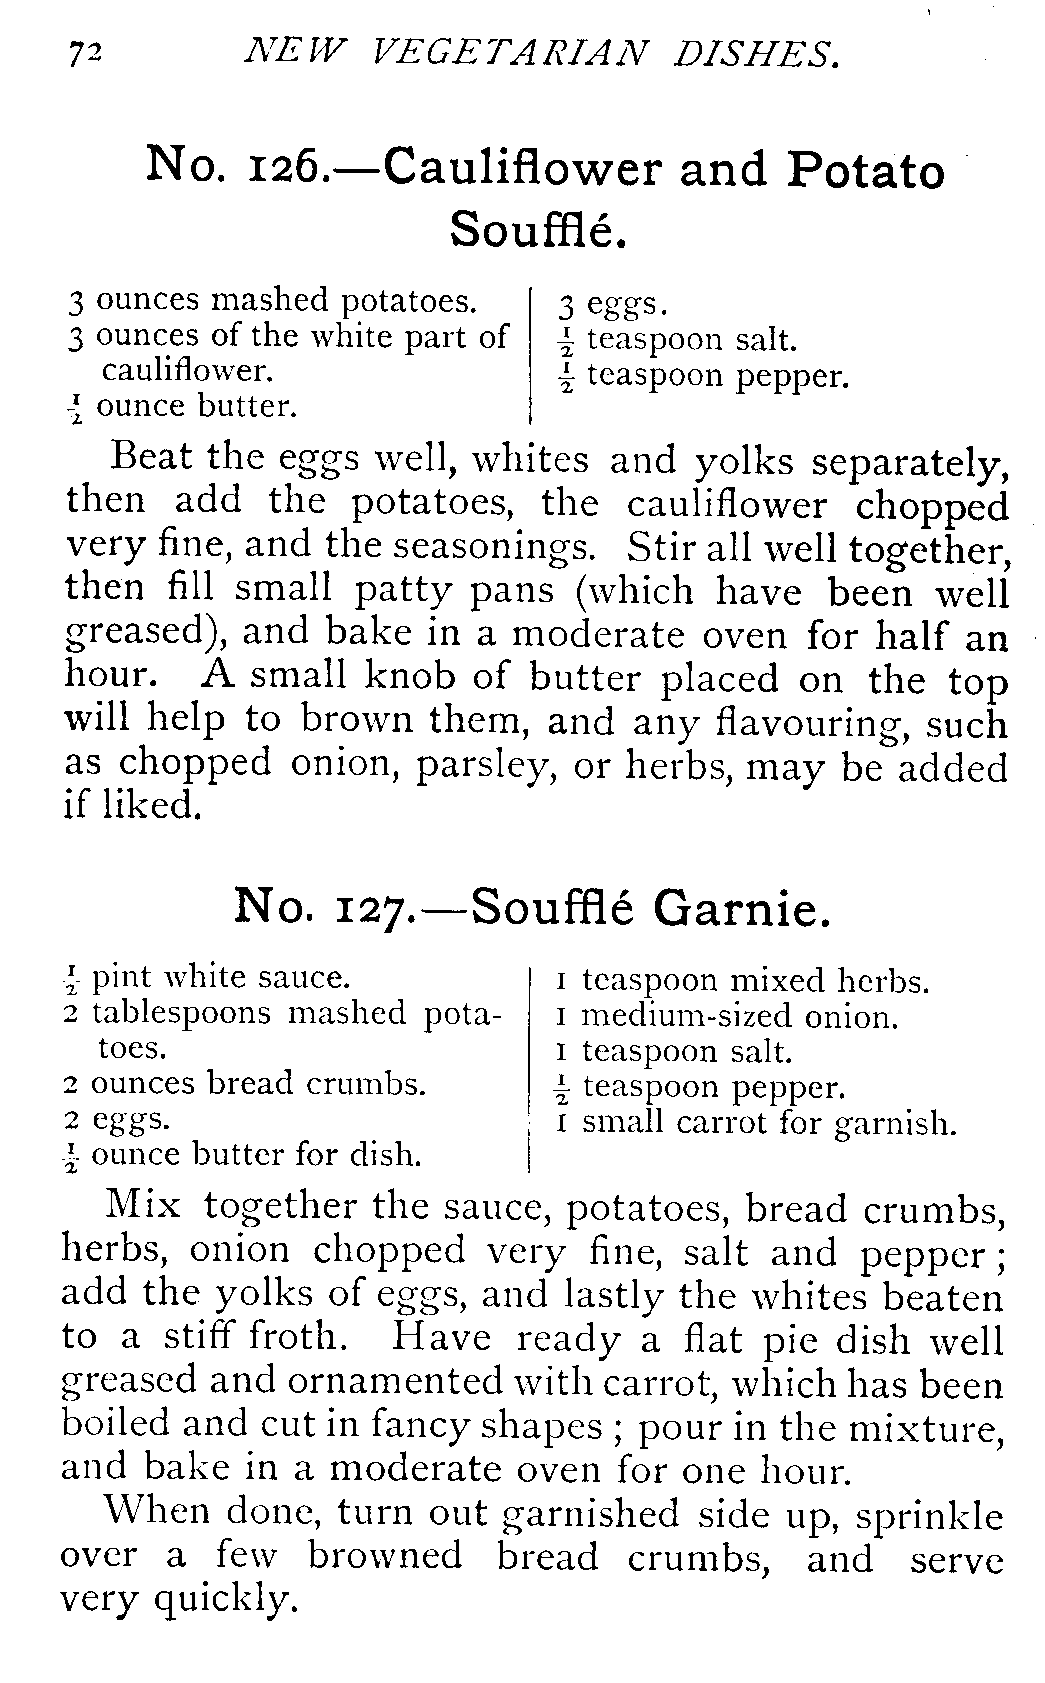 72 NEW VEGETARIAN DISHES.
No. 126.—Cauliflower and Potato
Soufflé.
3 ounces mashed potatoes.
3 ounces of the white part of
cauliflower.
½ ounce butter.
3 eggs.
½ teaspoon salt.
½ teaspoon pepper.
Beat the eggs well, whites and yolks separately,
then add the potatoes, the cauliflower chopped
very fine, and the seasonings. Stir all well together,
then fill small patty pans (which have been well
greased), and bake in a moderate oven for half an
hour. A small knob of butter placed on the top
will help to brown them, and any flavouring, such
as chopped onion, parsley, or herbs, may be added
if liked.
No. 127.—Soufflé Garnie.
½ pint white sauce.
2 tablespoons mashed pota-
toes.
2 ounces bread crumbs.
2 eggs.
½ ounce butter for dish.
1 teaspoon mixed herbs.
1 medium-sized onion.
1 teaspoon salt.
½ teaspoon pepper.
1 small carrot for garnish.
Mix together the sauce, potatoes, bread crumbs,
herbs, onion chopped very fine, salt and pepper ;
add the yolks of eggs, and lastly the whites beaten
to a stiff froth. Have ready a flat pie dish well
greased and ornamented with carrot, which has been
boiled and cut in fancy shapes ; pour in the mixture,
and bake in a moderate oven for one hour.
When done, turn out garnished side up, sprinkle
over a few browned bread crumbs, and serve
very quickly.